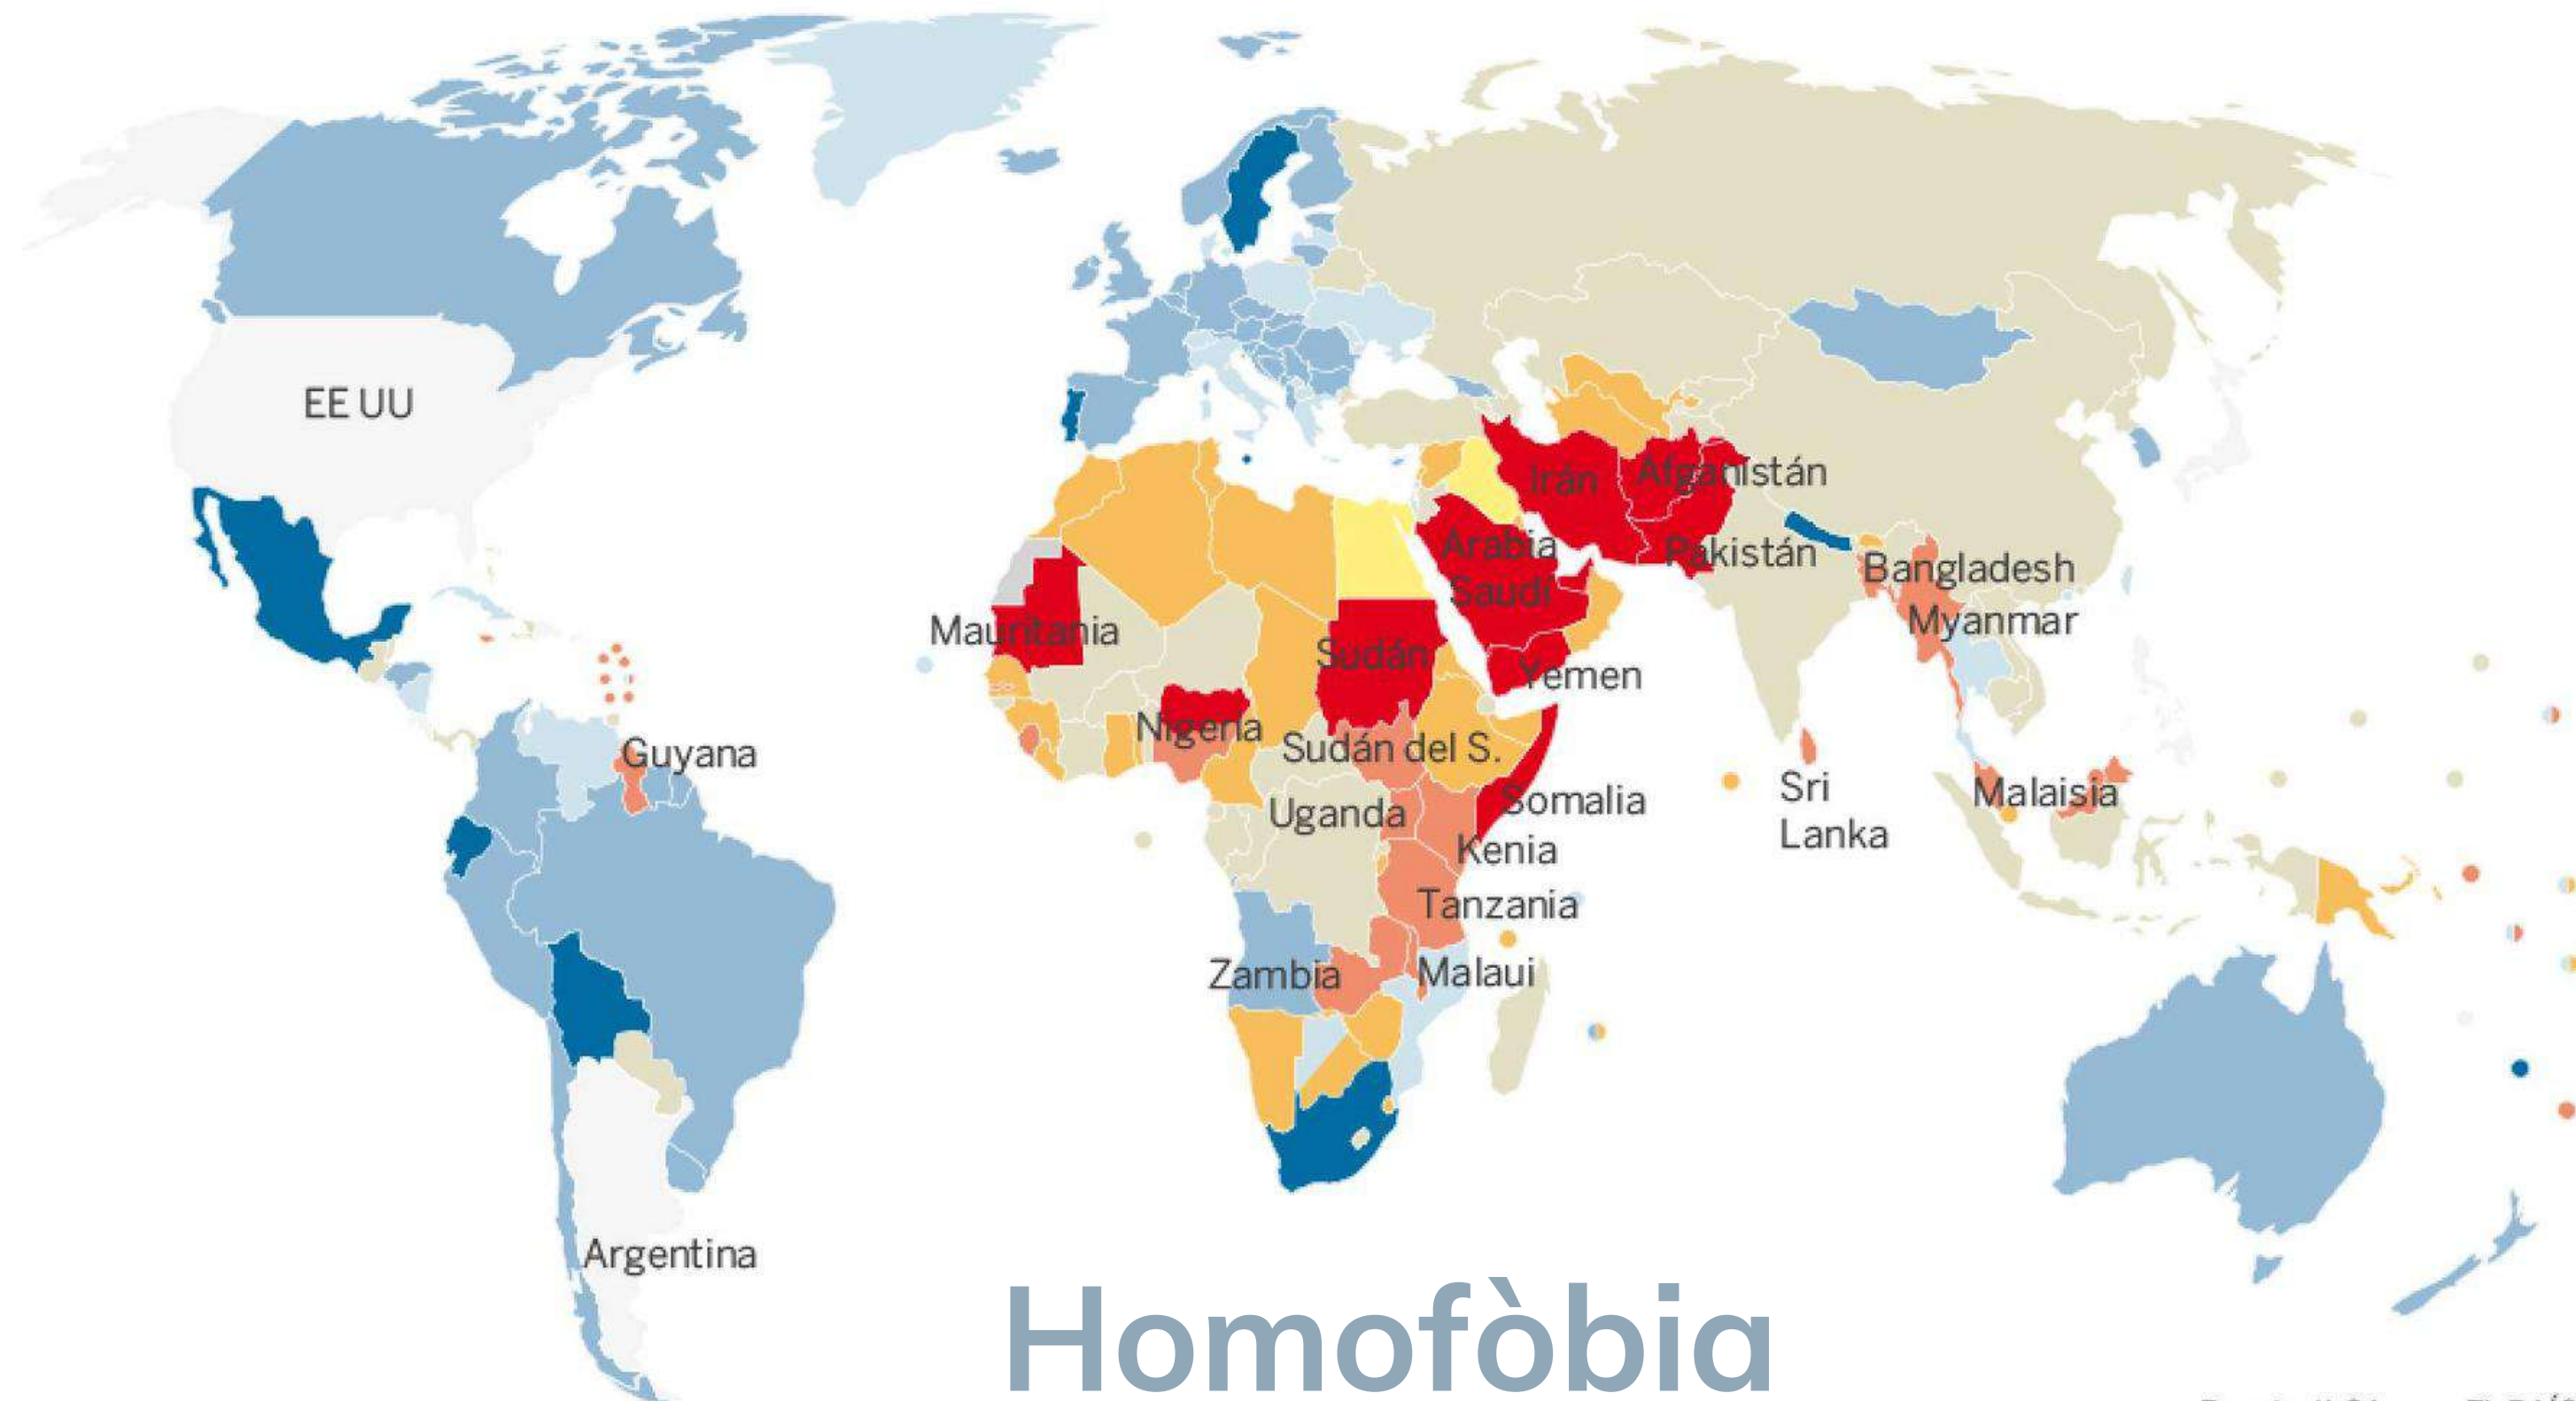 EE UU
Irán
Afganistán
Arabia
Saudí
Pakistán
Bangladesh
Myanmar
Mauritania
Sudán
Yemen
Nigeria
Sudán del S.
Guyana
Uganda
Somalia
Kenia
Sri
Lanka
Malaisia
Tanzania
Zambia
Malaui
Argentina
Homofòbia